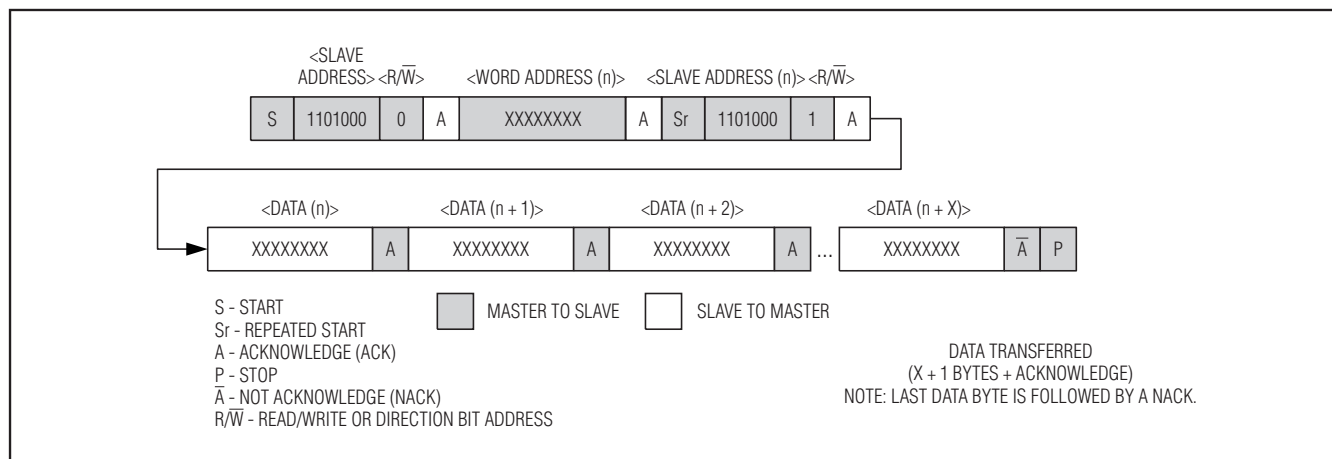 <SLAVE
ADDRESS> <R/W̅> <WORD ADDRESS (n)> <SLAVE ADDRESS (n)> <R/W̅>
S 1101000 0 A XXXXXXXX A Sr 1101000 1 A
<DATA (n)> <DATA (n + 1)> <DATA (n + 2)> <DATA (n + X)>
XXXXXXXX A XXXXXXXX A XXXXXXXX A ... XXXXXXXX A̅ P
S - START
Sr - REPEATED START
A - ACKNOWLEDGE (ACK)
P - STOP
A̅ - NOT ACKNOWLEDGE (NACK)
R/W̅ - READ/WRITE OR DIRECTION BIT ADDRESS
MASTER TO SLAVE SLAVE TO MASTER
DATA TRANSFERRED
(X + 1 BYTES + ACKNOWLEDGE)
NOTE: LAST DATA BYTE IS FOLLOWED BY A NACK.